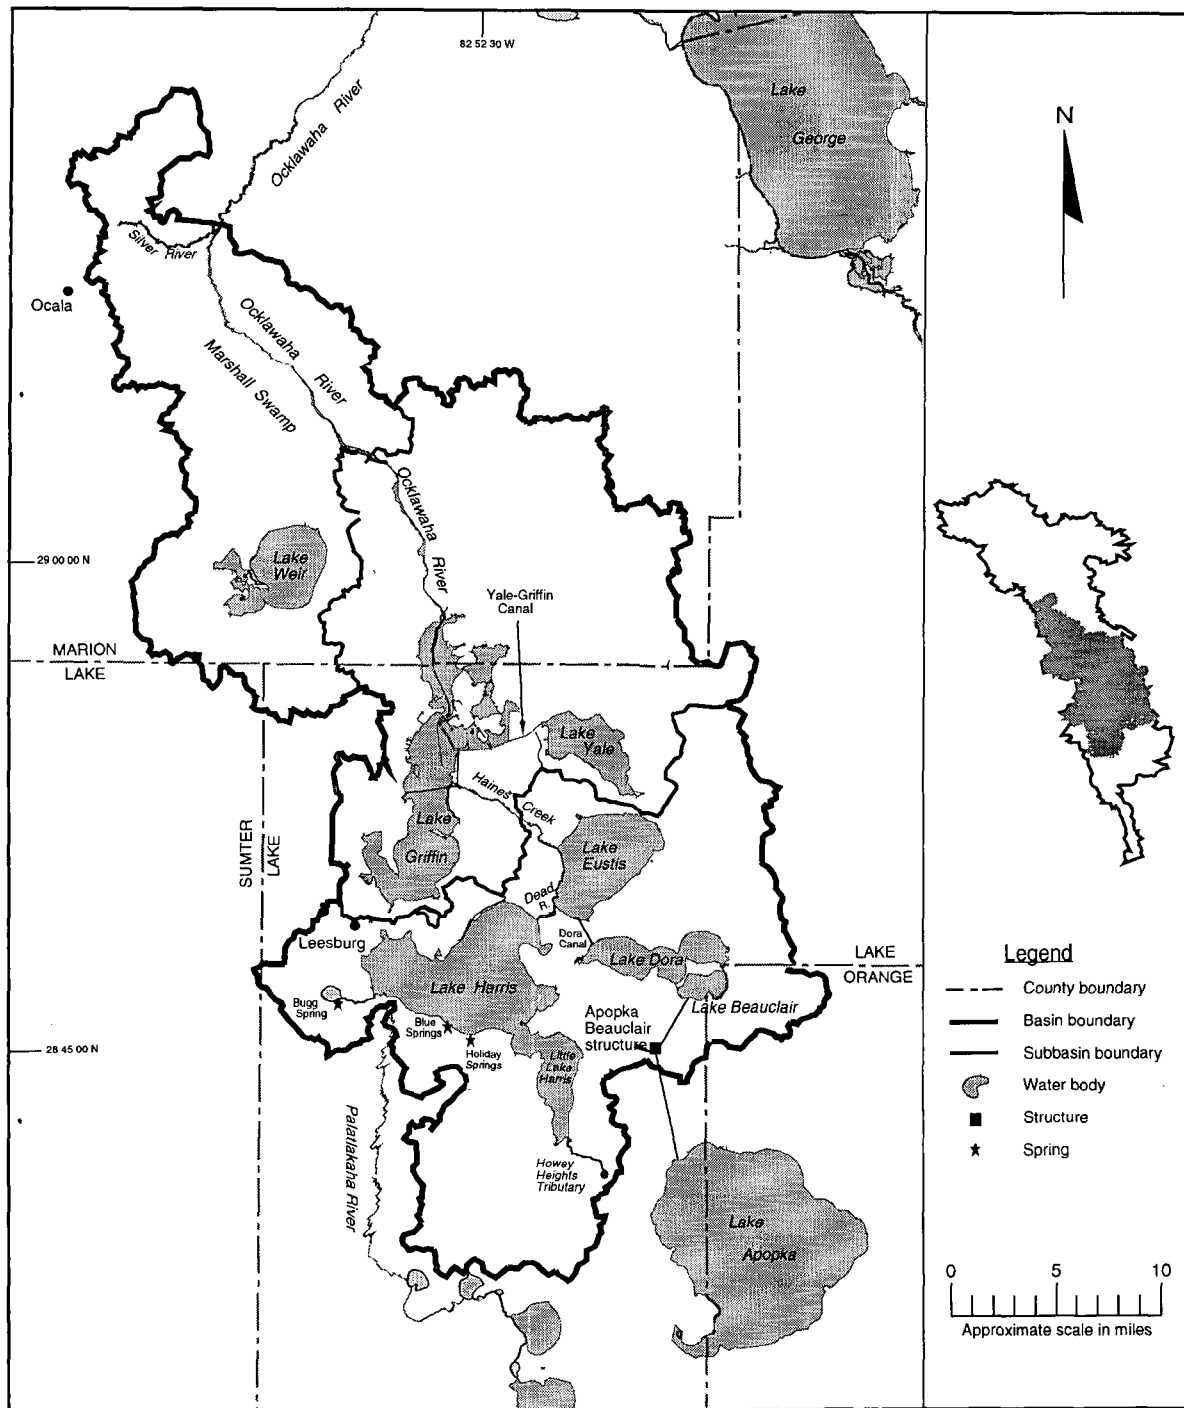 82 52 30 W
Lake
George
Ocklawaha River
N
Silver River
Ocala
Ocklawaha
River
Marshall Swamp
Ocklawaha
River
Lake
Weir
29 00 00 N
Yale-Griffin
Canal
MARION
LAKE
Lake
Yale
Haines
Creek
SUMTER
LAKE
Lake
Griffin
Lake
Eustis
Dead
R.
Leesburg
Dora
Canal
Lake Dora
LAKE
ORANGE
Lake Harris
Lake Beauclair
Bugg
Spring
Blue
Springs
Holiday
Springs
Apopka
Beauclair
structure
28 45 00 N
Little
Lake
Harris
Palatlakaha River
Howey
Heights
Tributary
Lake
Apopka
Legend
County boundary
Basin boundary
Subbasin boundary
Water body
Structure
Spring
0 5 10
Approximate scale in miles